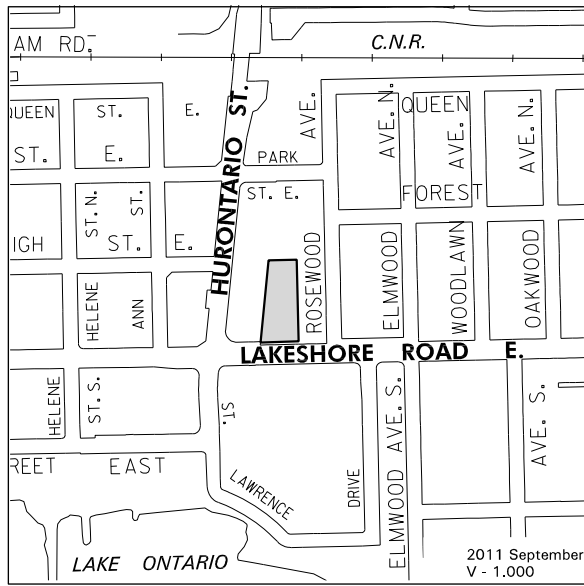 AM RD.
C.N.R.
QUEEN ST. E.
ST. E.
HURONTARIO ST.
AVE.
AVE. N.
QUEEN
AVE.
AVE. N.
PARK
ST. E.
FOREST
ST. N.
ST.
IGH ST. E.
HELENE
ANN
ROSEWOOD
ELMWOOD
WOODLAWN
OAKWOOD
LAKESHORE ROAD E.
HELENE
ST. S.
ST.
ELMWOOD AVE. S.
AVE. S.
REET EAST
LAWRENCE
DRIVE
LAKE ONTARIO
2011 September
V - 1.000